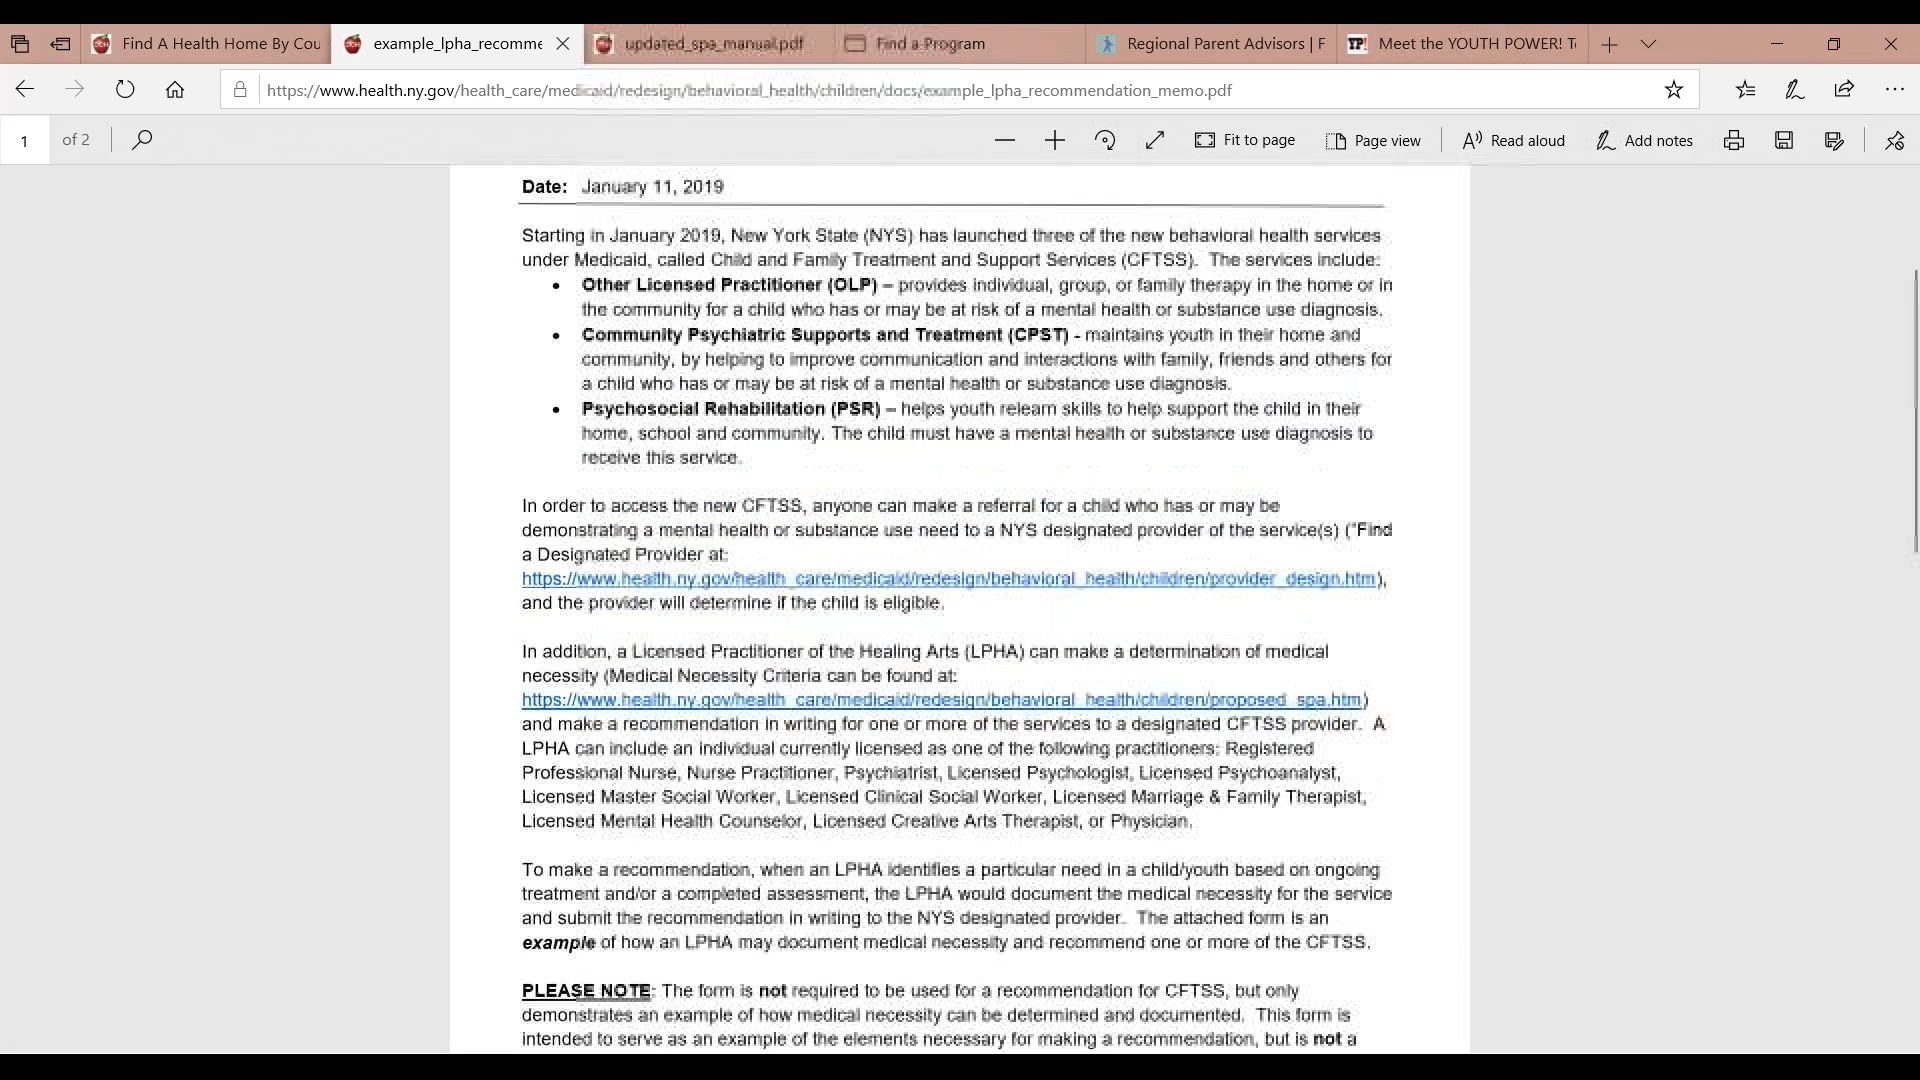 Find A Health Home By Cou
example_lpha_recomme
updated_spa_manual.pdf
Find a Program
Regional Parent Advisors | F
YP! Meet the YOUTH POWER! T
https://www.health.ny.gov/health_care/medicaid/redesign/behavioral_health/children/docs/example_lpha_recommendation_memo.pdf
1 of 2
Fit to page
Page view
Read aloud
Add notes
Date: January 11, 2019
Starting in January 2019, New York State (NYS) has launched three of the new behavioral health services
under Medicaid, called Child and Family Treatment and Support Services (CFTSS). The services include:
• Other Licensed Practitioner (OLP) – provides individual, group, or family therapy in the home or in
the community for a child who has or may be at risk of a mental health or substance use diagnosis.
• Community Psychiatric Supports and Treatment (CPST) - maintains youth in their home and
community, by helping to improve communication and interactions with family, friends and others for
a child who has or may be at risk of a mental health or substance use diagnosis.
• Psychosocial Rehabilitation (PSR) – helps youth relearn skills to help support the child in their
home, school and community. The child must have a mental health or substance use diagnosis to
receive this service.
In order to access the new CFTSS, anyone can make a referral for a child who has or may be
demonstrating a mental health or substance use need to a NYS designated provider of the service(s) ("Find
a Designated Provider at:
https://www.health.ny.gov/health_care/medicaid/redesign/behavioral_health/children/provider_design.htm),
and the provider will determine if the child is eligible.
In addition, a Licensed Practitioner of the Healing Arts (LPHA) can make a determination of medical
necessity (Medical Necessity Criteria can be found at:
https://www.health.ny.gov/health_care/medicaid/redesign/behavioral_health/children/proposed_spa.htm)
and make a recommendation in writing for one or more of the services to a designated CFTSS provider. A
LPHA can include an individual currently licensed as one of the following practitioners: Registered
Professional Nurse, Nurse Practitioner, Psychiatrist, Licensed Psychologist, Licensed Psychoanalyst,
Licensed Master Social Worker, Licensed Clinical Social Worker, Licensed Marriage & Family Therapist,
Licensed Mental Health Counselor, Licensed Creative Arts Therapist, or Physician.
To make a recommendation, when an LPHA identifies a particular need in a child/youth based on ongoing
treatment and/or a completed assessment, the LPHA would document the medical necessity for the service
and submit the recommendation in writing to the NYS designated provider. The attached form is an
example of how an LPHA may document medical necessity and recommend one or more of the CFTSS.
PLEASE NOTE: The form is not required to be used for a recommendation for CFTSS, but only
demonstrates an example of how medical necessity can be determined and documented. This form is
intended to serve as an example of the elements necessary for making a recommendation, but is not a